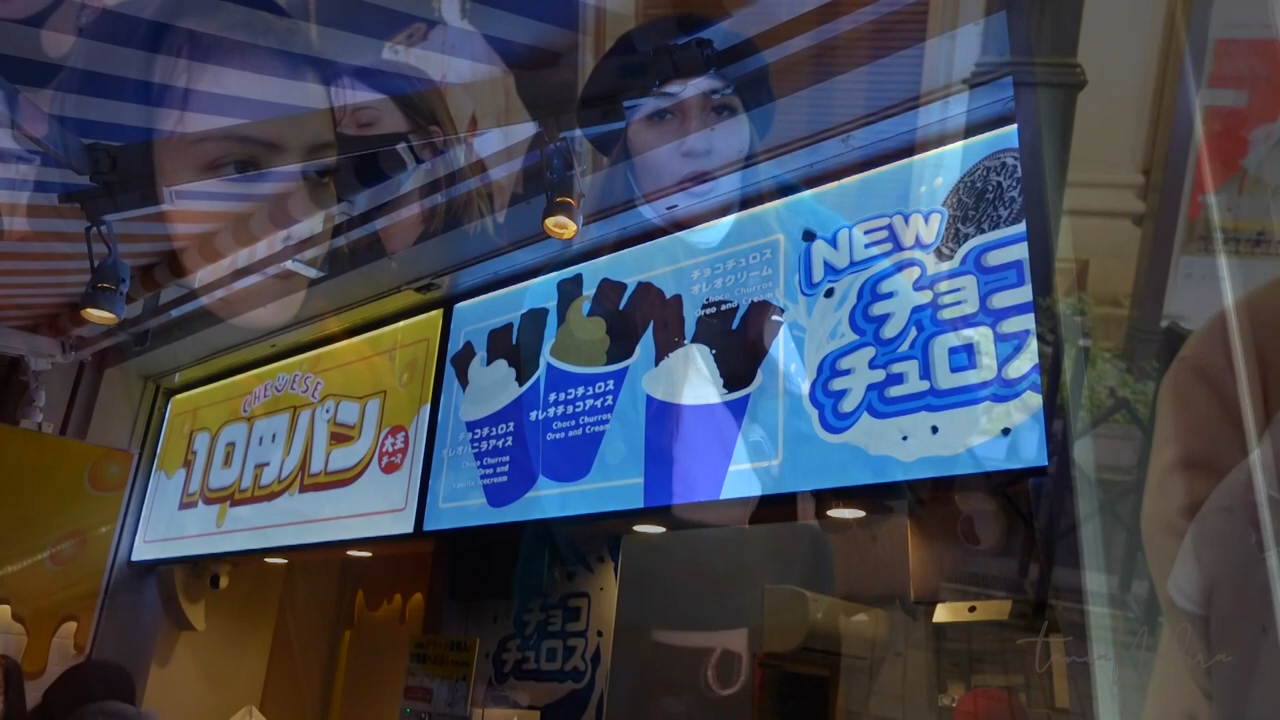 CHEESE
10円パン
大王
チーズ
チョコチュロス
オレオバニラアイス
Choco Churros
Oreo and
Vanilla Icecream
チョコチュロス
オレオチョコアイス
Choco Churros
Oreo and Cream
チョコチュロス
オレオクリーム
Choco Churros
Oreo and Cream
NEW
チョコ
チュロス
チョコ
チュロス